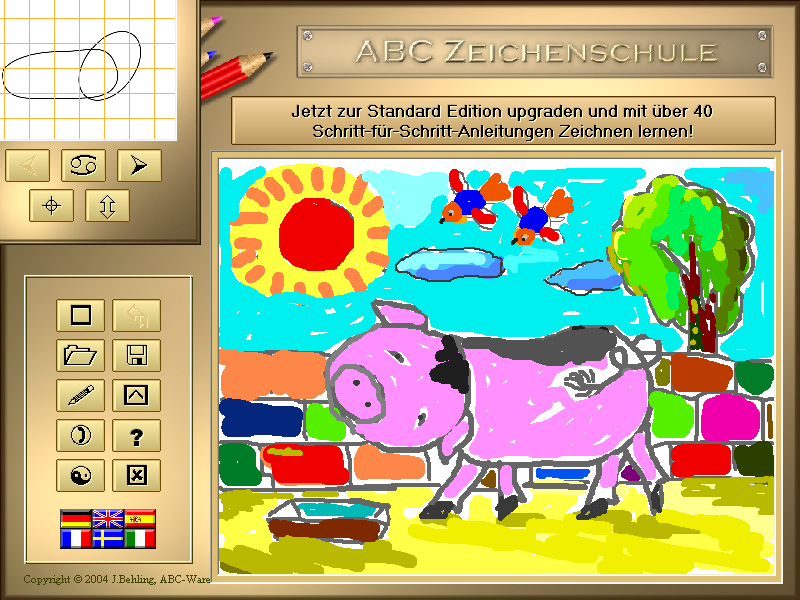 ABC Zeichenschule
Jetzt zur Standard Edition upgraden und mit über 40
Schritt-für-Schritt-Anleitungen Zeichnen lernen!
?
Copyright © 2004 J.Behling, ABC-Ware